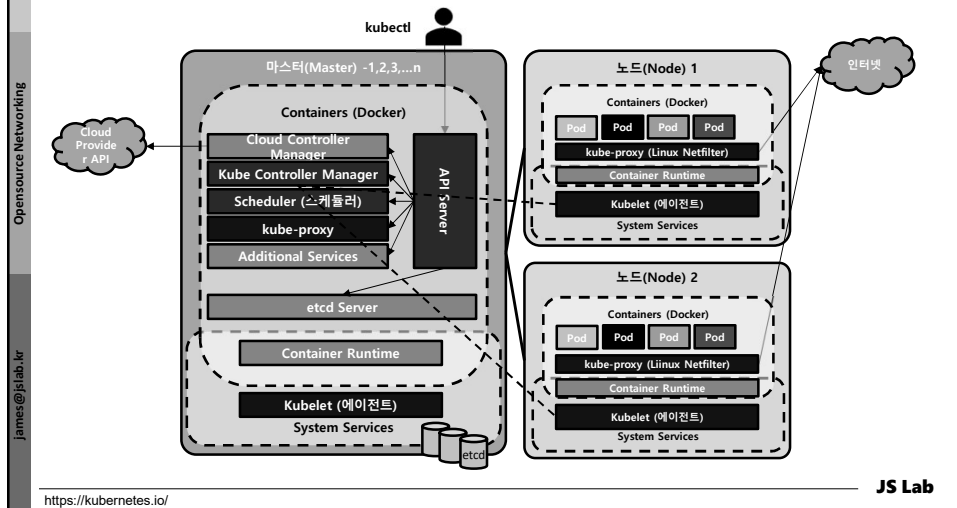 kubectl
마스터(Master) -1,2,3,...n
Containers (Docker)
Cloud Controller
Manager
Kube Controller Manager
Scheduler (스케듈러)
kube-proxy
Additional Services
API Server
etcd Server
Container Runtime
Kubelet (에이전트)
System Services
etcd
Cloud
Provide
r API
노드(Node) 1
Containers (Docker)
Pod Pod Pod Pod
kube-proxy (Linux Netfilter)
Container Runtime
Kubelet (에이전트)
System Services
인터넷
노드(Node) 2
Containers (Docker)
Pod Pod Pod Pod
kube-proxy (Liinux Netfilter)
Container Runtime
Kubelet (에이전트)
System Services
Opensource Networking
james@jslab.kr
https://kubernetes.io/
JS Lab